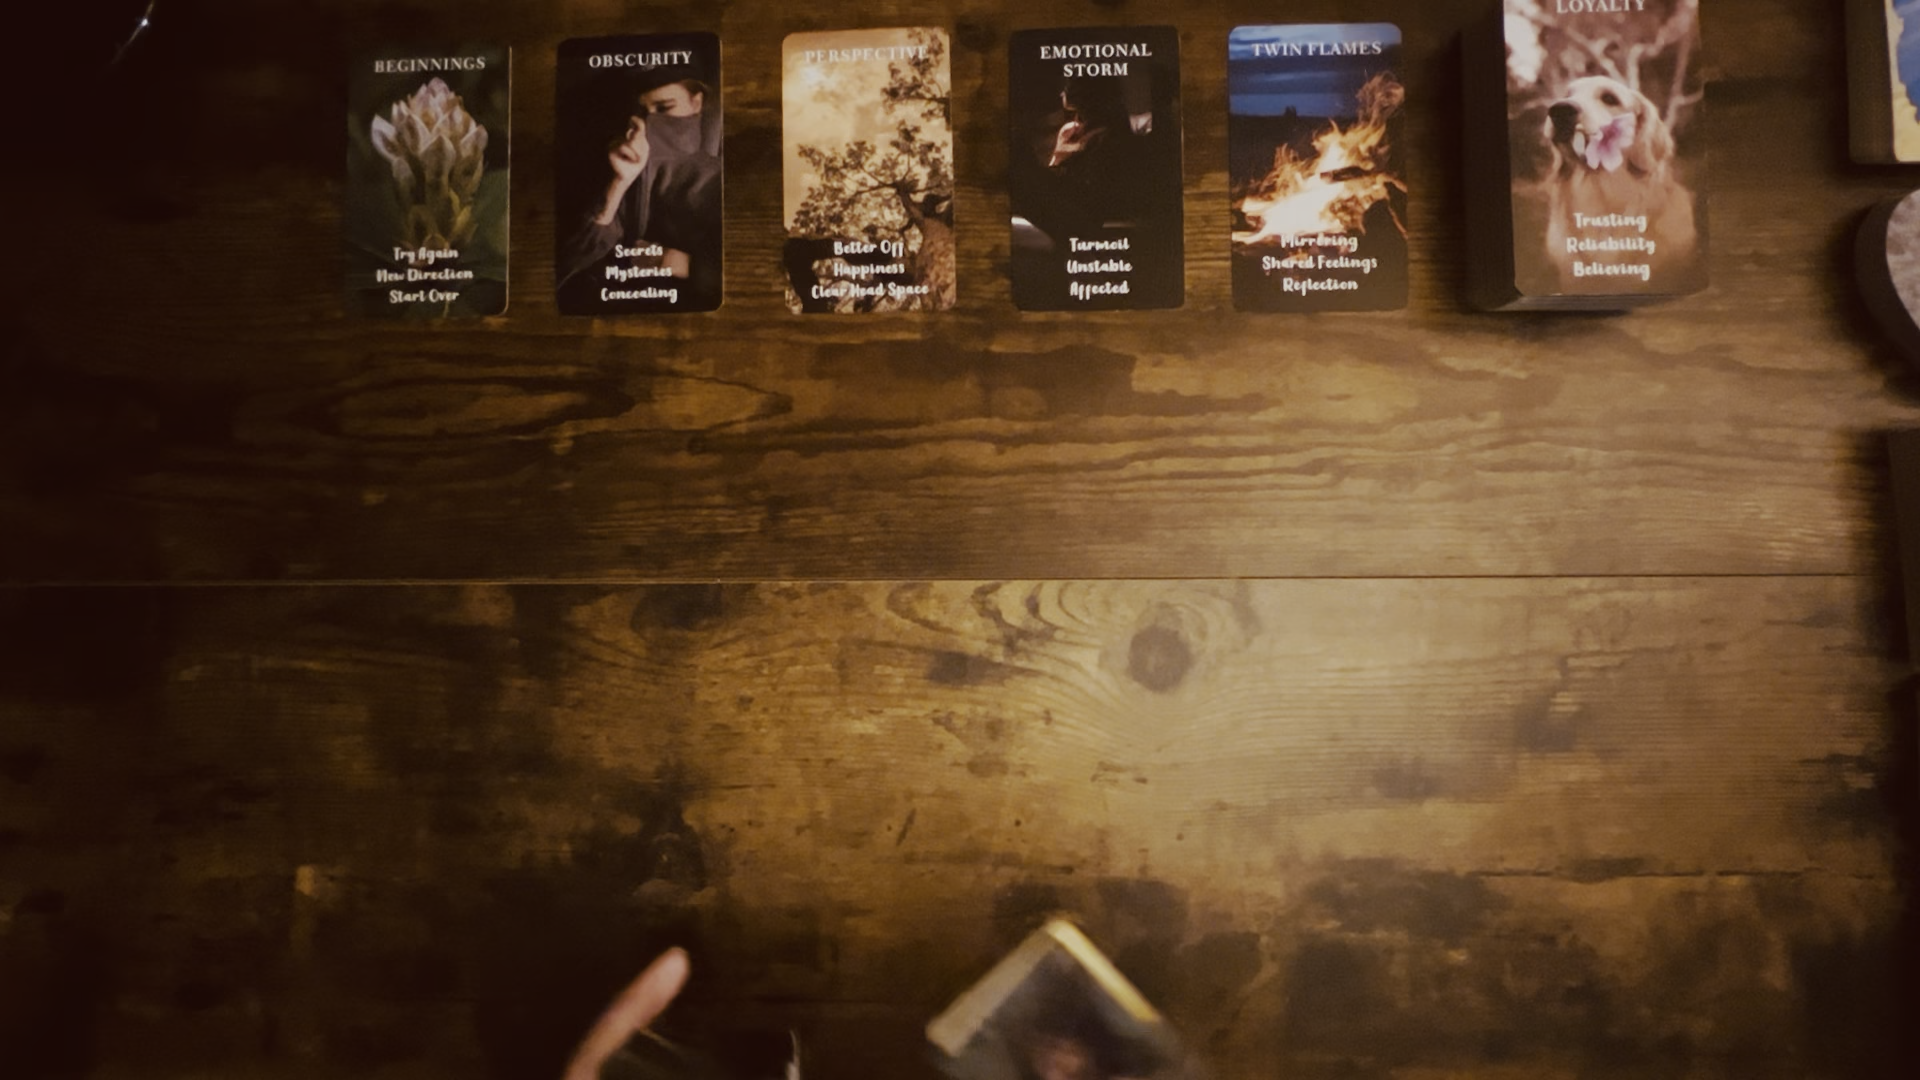 BEGINNINGS
Try Again
New Direction
Start Over
OBSCURITY
Secrets
Mysteries
Concealing
PERSPECTIVE
Better Off
Happiness
Clear Head Space
EMOTIONAL
STORM
Turmoil
Unstable
Affected
TWIN FLAMES
Mirroring
Shared Feelings
Reflection
LOYALTY
Trusting
Reliability
Believing